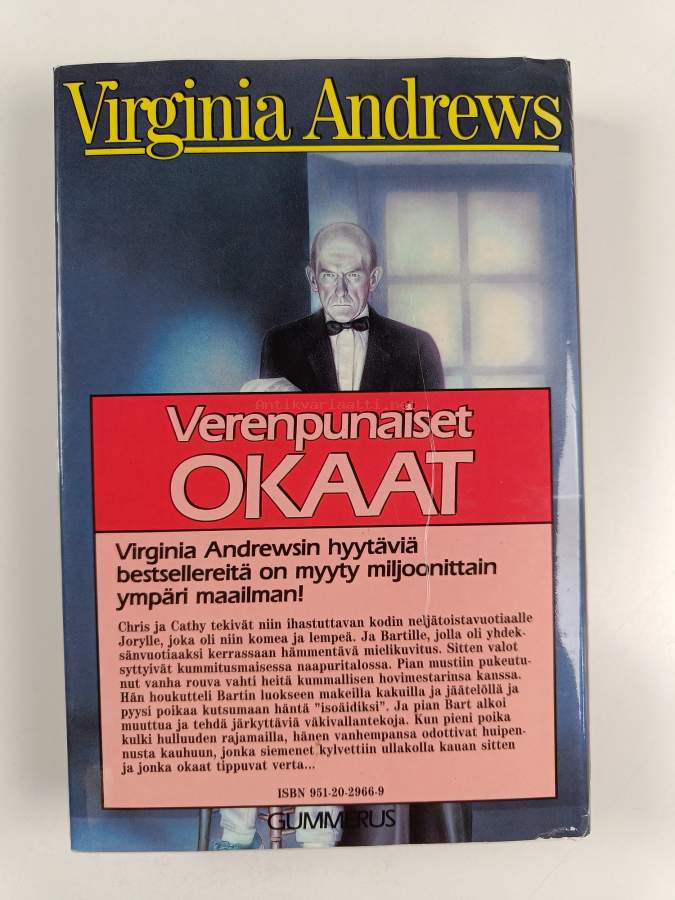 Virginia Andrews
Antikvariaatti.net
Verenpunaiset
OKAAT
Virginia Andrewsin hyytäviä
bestsellereitä on myyty miljoonittain
ympäri maailman!
Chris ja Cathy tekivät niin ihastuttavan kodin neljätoistavuotiaalle
Jorylle, joka oli niin komea ja lempeä. Ja Bartille, jolla oli yhdek-
sänvuotiaaksi kerrassaan hämmentävä mielikuvitus. Sitten valot
syttyivät kummitusmaisessa naapuritalossa. Pian mustiin pukeutu-
nut vanha rouva vahti heitä kummallisen hovimestarinsa kanssa.
Hän houkutteli Bartin luokseen makeilla kakuilla ja jäätelöllä ja
pyysi poikaa kutsumaan häntä "isoäidiksi". Ja pian Bart alkoi
muuttua ja tehdä järkyttäviä väkivallantekoja. Kun pieni poika
kulki hulluuden rajamailla, hänen vanhempansa odottivat huipen-
nusta kauhuun, jonka siemenet kylvettiin ullakolla kauan sitten
ja jonka okaat tippuvat verta...
ISBN 951-20-2966-9
GUMMERUS